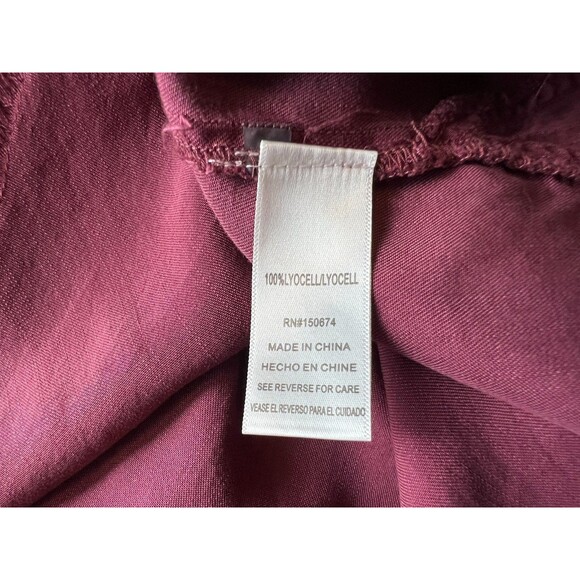 100%LYOCELL/LYOCELL
RN#150674
MADE IN CHINA
HECHO EN CHINE
SEE REVERSE FOR CARE
VEASE EL REVERSO PARA EL CUIDADO